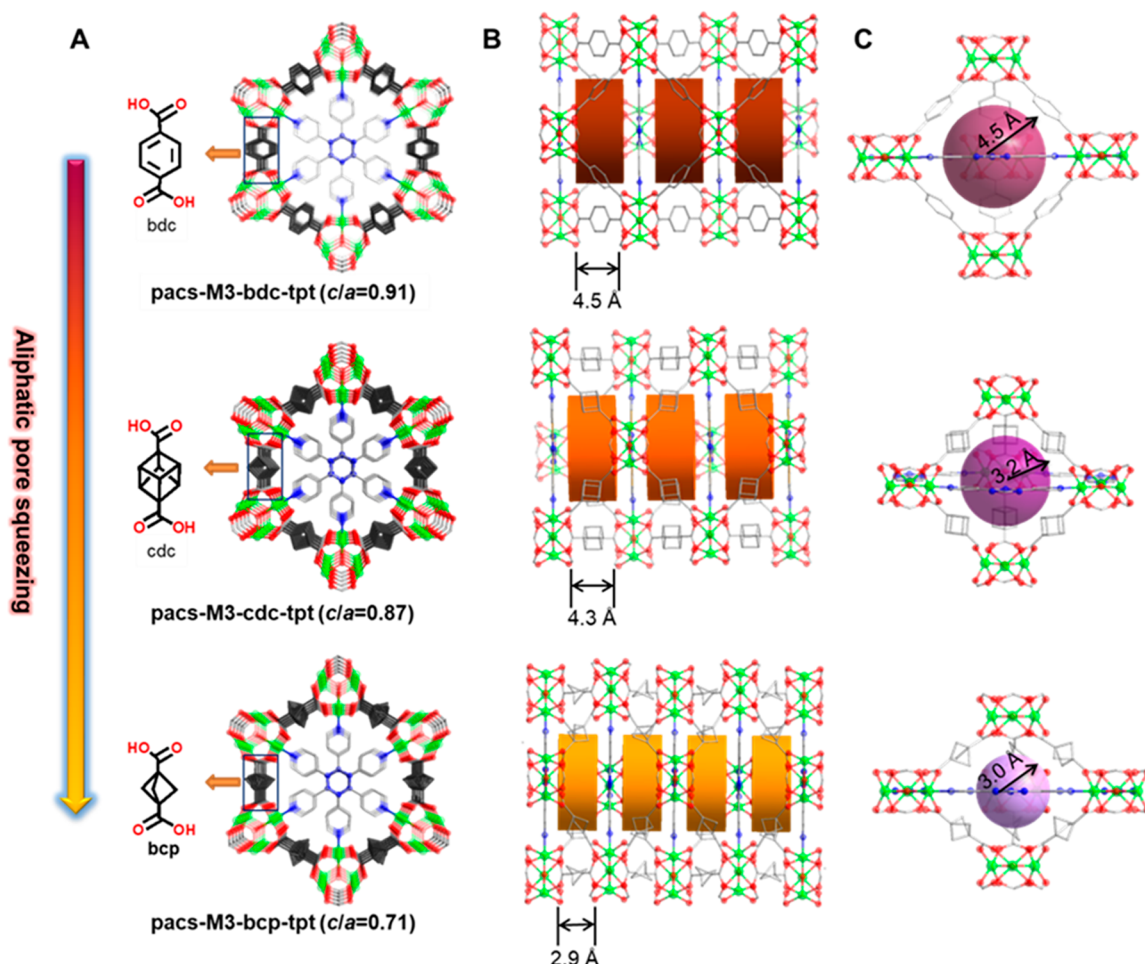 A
B
C
HO
O
O
OH
bdc
pacs-M3-bdc-tpt (c/a=0.91)
4.5 Å
4.5 Å
Aliphatic pore squeezing
HO
O
O
OH
cdc
pacs-M3-cdc-tpt (c/a=0.87)
4.3 Å
3.2 Å
HO
O
O
OH
bcp
pacs-M3-bcp-tpt (c/a=0.71)
2.9 Å
3.0 Å